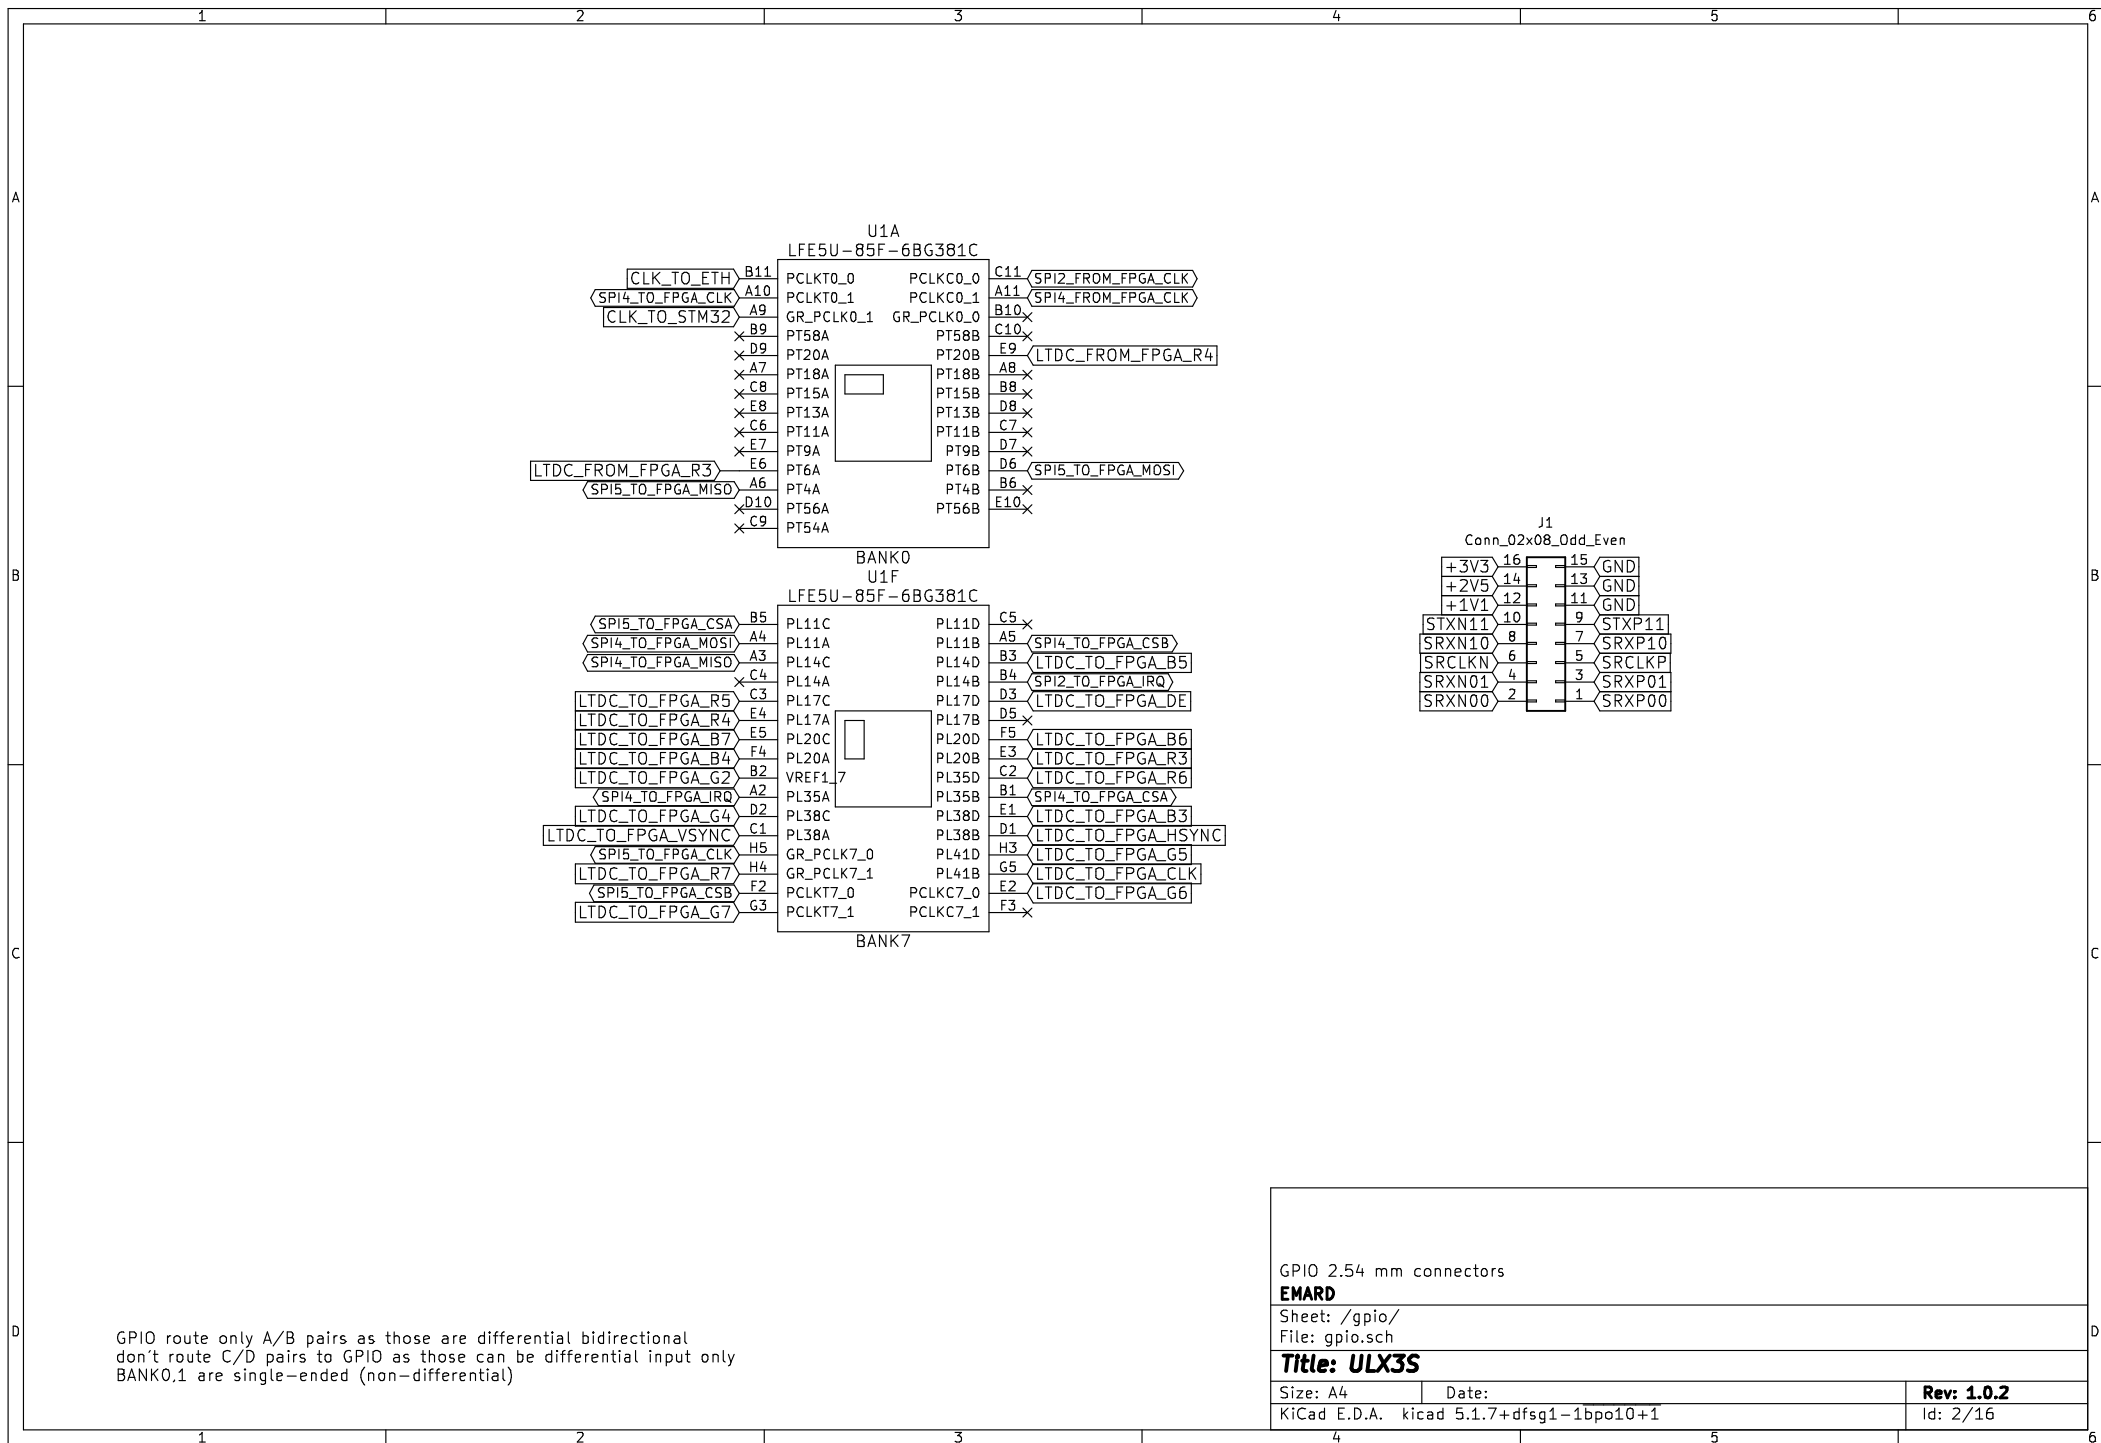 1 2 3 4 5 6
A A
U1A
LFE5U-85F-6BG381C
CLK_TO_ETH B11 PCLKT0_0 PCLKC0_0 C11 SPI2_FROM_FPGA_CLK
SPI4_TO_FPGA_CLK A10 PCLKT0_1 PCLKC0_1 A11 SPI4_FROM_FPGA_CLK
CLK_TO_STM32 A9 GR_PCLK0_1 GR_PCLK0_0 B10
B9 PT58A PT58B C10
D9 PT20A PT20B E9 LTDC_FROM_FPGA_R4
A7 PT18A PT18B A8
C8 PT15A PT15B B8
E8 PT13A PT13B D8
C6 PT11A PT11B C7
E7 PT9A PT9B D7
LTDC_FROM_FPGA_R3 E6 PT6A PT6B D6 SPI5_TO_FPGA_MOSI
SPI5_TO_FPGA_MISO A6 PT4A PT4B B6
D10 PT56A PT56B E10
C9 PT54A
BANK0
B B
U1F
LFE5U-85F-6BG381C
SPI5_TO_FPGA_CSA B5 PL11C PL11D C5
SPI4_TO_FPGA_MOSI A4 PL11A PL11B A5 SPI4_TO_FPGA_CSB
SPI4_TO_FPGA_MISO A3 PL14C PL14D B3 LTDC_TO_FPGA_B5
C4 PL14A PL14B B4 SPI2_TO_FPGA_IRQ
LTDC_TO_FPGA_R5 C3 PL17C PL17D D3 LTDC_TO_FPGA_DE
LTDC_TO_FPGA_R4 E4 PL17A PL17B D5
LTDC_TO_FPGA_B7 E5 PL20C PL20D F5 LTDC_TO_FPGA_B6
LTDC_TO_FPGA_B4 F4 PL20A PL20B E3 LTDC_TO_FPGA_R3
LTDC_TO_FPGA_G2 B2 VREF1_7 PL35D C2 LTDC_TO_FPGA_R6
SPI4_TO_FPGA_IRQ A2 PL35A PL35B B1 SPI4_TO_FPGA_CSA
LTDC_TO_FPGA_G4 D2 PL38C PL38D E1 LTDC_TO_FPGA_B3
LTDC_TO_FPGA_VSYNC C1 PL38A PL38B D1 LTDC_TO_FPGA_HSYNC
SPI5_TO_FPGA_CLK H5 GR_PCLK7_0 PL41D H3 LTDC_TO_FPGA_G5
LTDC_TO_FPGA_R7 H4 GR_PCLK7_1 PL41B G5 LTDC_TO_FPGA_CLK
SPI5_TO_FPGA_CSB F2 PCLKT7_0 PCLKC7_0 E2 LTDC_TO_FPGA_G6
LTDC_TO_FPGA_G7 G3 PCLKT7_1 PCLKC7_1 F3
BANK7
J1
Conn_02x08_Odd_Even
+3V3 16 15 GND
+2V5 14 13 GND
+1V1 12 11 GND
STXN11 10 9 STXP11
SRXN10 8 7 SRXP10
SRCLKN 6 5 SRCLKP
SRXN01 4 3 SRXP01
SRXN00 2 1 SRXP00
C C
D D
GPIO route only A/B pairs as those are differential bidirectional
don't route C/D pairs to GPIO as those can be differential input only
BANK0,1 are single-ended (non-differential)
GPIO 2.54 mm connectors
EMARD
Sheet: /gpio/
File: gpio.sch
Title: ULX3S
Size: A4 Date: Rev: 1.0.2
KiCad E.D.A. kicad 5.1.7+dfsg1-1bpo10+1 Id: 2/16
1 2 3 4 5 6